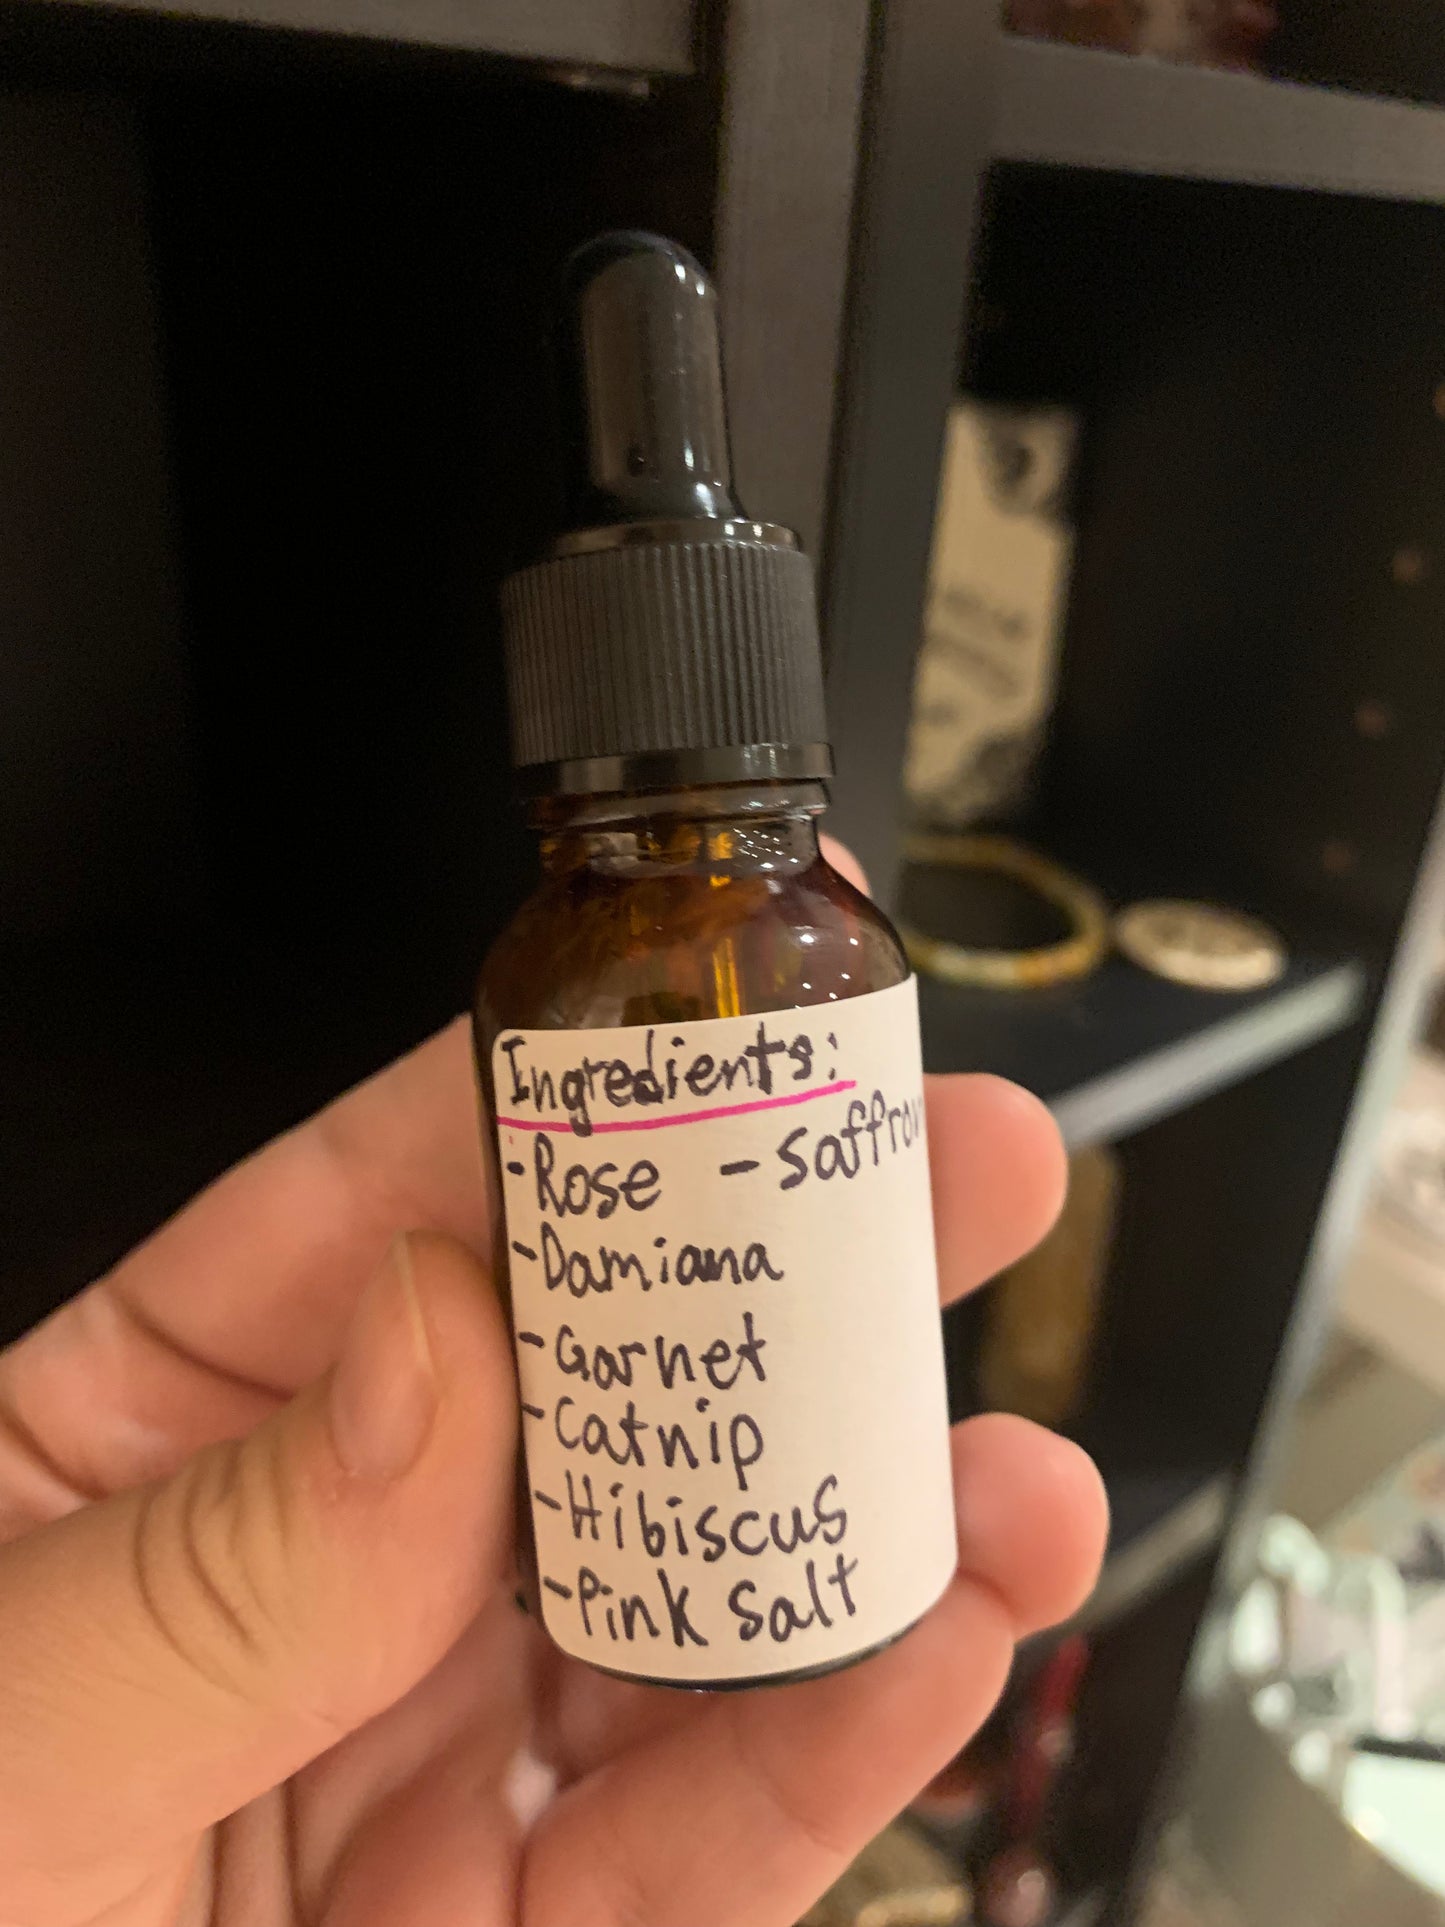 Ingredients:
-Rose -saffron
-Damiana
-Garnet
-Catnip
-Hibiscus
-Pink Salt